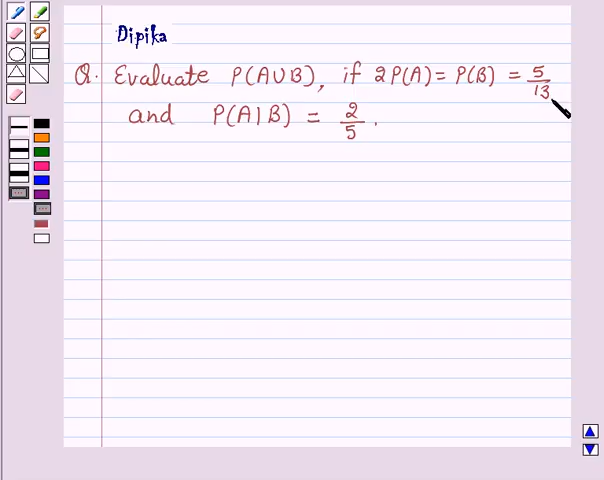 Dipika
Q. Evaluate P(A∪B), if 2P(A) = P(B) = 5/13
and P(A|B) = 2/5.